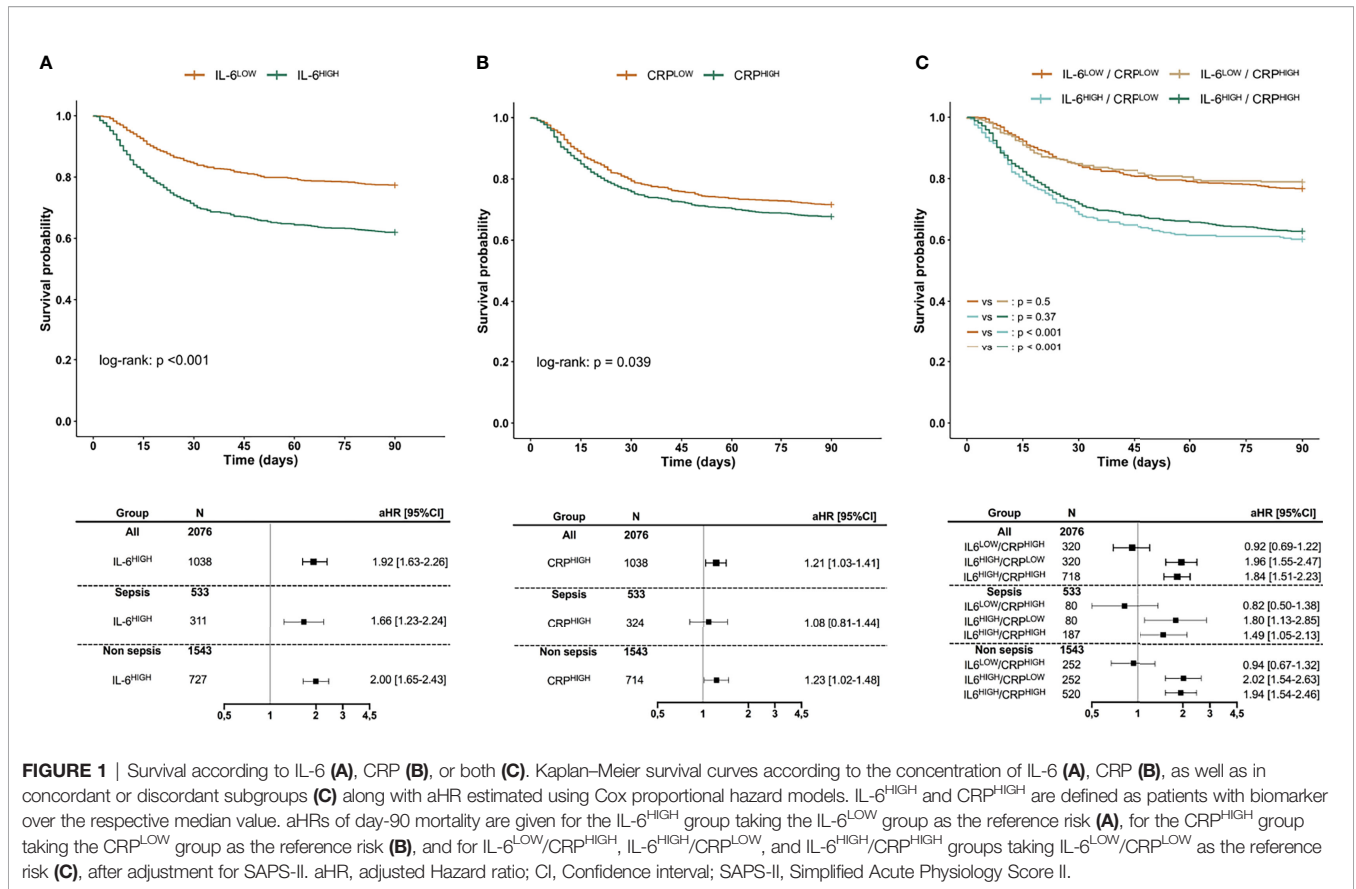 A
IL-6LOW IL-6HIGH
1.0
0.8
0.6
0.4
0.2
0.0
Survival probability
log-rank: p <0.001
0 15 30 45 60 75 90
Time (days)
Group N aHR [95%CI]
All 2076
IL-6HIGH 1038 1.92 [1.63-2.26]
Sepsis 533
IL-6HIGH 311 1.66 [1.23-2.24]
Non sepsis 1543
IL-6HIGH 727 2.00 [1.65-2.43]
0,5 1 2 3 4,5
B
CRPLOW CRPHIGH
1.0
0.8
0.6
0.4
0.2
0.0
Survival probability
log-rank: p = 0.039
0 15 30 45 60 75 90
Time (days)
Group N aHR [95%CI]
All 2076
CRPHIGH 1038 1.21 [1.03-1.41]
Sepsis 533
CRPHIGH 324 1.08 [0.81-1.44]
Non sepsis 1543
CRPHIGH 714 1.23 [1.02-1.48]
0,5 1 2 3 4,5
C
IL-6LOW / CRPLOW IL-6LOW / CRPHIGH
IL-6HIGH / CRPLOW IL-6HIGH / CRPHIGH
1.0
0.8
0.6
0.4
0.2
0.0
Survival probability
vs : p = 0.5
vs : p = 0.37
vs : p < 0.001
vs : p < 0.001
0 15 30 45 60 75 90
Time (days)
Group N aHR [95%CI]
All 2076
IL6LOW/CRPHIGH 320 0.92 [0.69-1.22]
IL6HIGH/CRPLOW 320 1.96 [1.55-2.47]
IL6HIGH/CRPHIGH 718 1.84 [1.51-2.23]
Sepsis 533
IL6LOW/CRPHIGH 80 0.82 [0.50-1.38]
IL6HIGH/CRPLOW 80 1.80 [1.13-2.85]
IL6HIGH/CRPHIGH 187 1.49 [1.05-2.13]
Non sepsis 1543
IL6LOW/CRPHIGH 252 0.94 [0.67-1.32]
IL6HIGH/CRPLOW 252 2.02 [1.54-2.63]
IL6HIGH/CRPHIGH 520 1.94 [1.54-2.46]
0,5 1 2 3 4,5
FIGURE 1 | Survival according to IL-6 (A), CRP (B), or both (C). Kaplan–Meier survival curves according to the concentration of IL-6 (A), CRP (B), as well as in
concordant or discordant subgroups (C) along with aHR estimated using Cox proportional hazard models. IL-6HIGH and CRPHIGH are defined as patients with biomarker
over the respective median value. aHRs of day-90 mortality are given for the IL-6HIGH group taking the IL-6LOW group as the reference risk (A), for the CRPHIGH group
taking the CRPLOW group as the reference risk (B), and for IL-6LOW/CRPHIGH, IL-6HIGH/CRPLOW, and IL-6HIGH/CRPHIGH groups taking IL-6LOW/CRPLOW as the reference
risk (C), after adjustment for SAPS-II. aHR, adjusted Hazard ratio; CI, Confidence interval; SAPS-II, Simplified Acute Physiology Score II.